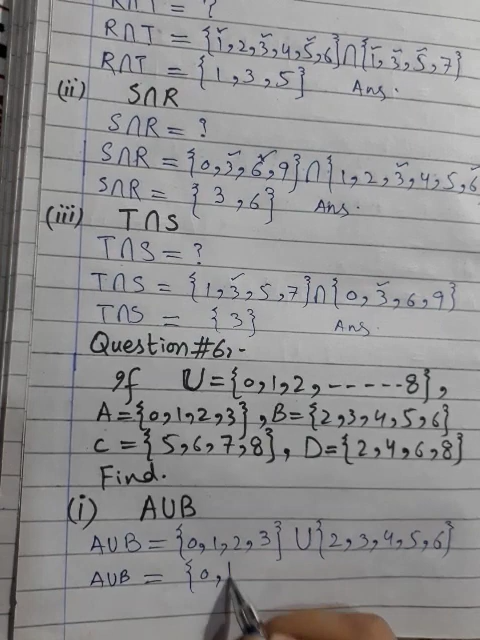 R∩T = ?
R∩T = {1,2,3,4,5,6}∩{1,3,5,7}
R∩T = {1,3,5} Ans.
(ii) S∩R
S∩R = ?
S∩R = {0,3,6,9}∩{1,2,3,4,5,6
S∩R = {3,6} Ans.
(iii) T∩S
T∩S = ?
T∩S = {1,3,5,7}∩{0,3,6,9}
T∩S = {3} Ans.
Question#6:-
If U={0,1,2,-----8},
A={0,1,2,3}, B={2,3,4,5,6}
C={5,6,7,8}, D={2,4,6,8}
Find.
(i) A∪B
A∪B = {0,1,2,3} ∪{2,3,4,5,6}
A∪B = {0,1